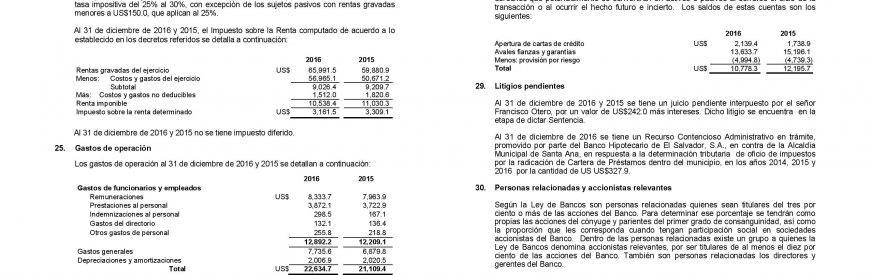 tasa impositiva del 25% al 30%, con excepción de los sujetos pasivos con rentas gravadas
menores a US$150.0, que aplican al 25%.
Al 31 de diciembre de 2016 y 2015, el Impuesto sobre la Renta computado de acuerdo a lo
establecido en los decretos referidos se detalla a continuación:
2016 2015
Rentas gravadas del ejercicio US$ 65,991.5 59,880.9
Menos: Costos y gastos del ejercicio 56,965.1 50,671.2
Subtotal 9,026.4 9,209.7
Más: Costos y gastos no deducibles 1,512.0 1,820.6
Renta imponible 10,538.4 11,030.3
Impuesto sobre la renta determinado US$ 3,161.5 3,309.1
Al 31 de diciembre de 2016 y 2015 no se tiene impuesto diferido.
25. Gastos de operación
Los gastos de operación al 31 de diciembre de 2016 y 2015 se detallan a continuación:
2016 2015
Gastos de funcionarios y empleados
Remuneraciones US$ 8,333.7 7,963.9
Prestaciones al personal 3,872.1 3,722.9
Indemnizaciones al personal 298.5 167.1
Gastos del directorio 132.1 136.4
Otros gastos de personal 255.8 218.8
12,892.2 12,209.1
Gastos generales 7,735.6 6,879.8
Depreciaciones y amortizaciones 2,006.9 2,020.5
Total US$ 22,634.7 21,109.4
transacción o al ocurrir el hecho futuro e incierto. Los saldos de estas cuentas son los
siguientes:
2016 2015
Apertura de cartas de crédito US$ 2,139.4 1,738.9
Avales fianzas y garantías 13,633.7 15,196.1
Menos: provisión por riesgo (4,994.8) (4,739.3)
Total US$ 10,778.3 12,195.7
29. Litigios pendientes
Al 31 de diciembre de 2016 y 2015 se tiene un juicio pendiente interpuesto por el señor
Francisco Otero, por un valor de US$242.0 más intereses. Dicho litigio se encuentra en la
etapa de dictar Sentencia.
Al 31 de diciembre de 2016 se tiene un Recurso Contencioso Administrativo en trámite,
promovido por parte del Banco Hipotecario de El Salvador, S.A., en contra de la Alcaldía
Municipal de Santa Ana, en respuesta a la determinación tributaria de oficio de impuestos
por la radicación de Cartera de Préstamos dentro del municipio, en los años 2014, 2015 y
2016 por la cantidad de US US$327.9.
30. Personas relacionadas y accionistas relevantes
Según la Ley de Bancos son personas relacionadas quienes sean titulares del tres por
ciento o más de las acciones del Banco. Para determinar ese porcentaje se tendrán como
propias las acciones del cónyuge y parientes del primer grado de consanguinidad, así como
la proporción que les corresponda cuando tengan participación social en sociedades
accionistas del Banco. Dentro de las personas relacionadas existe un grupo a quienes la
Ley de Bancos denomina accionistas relevantes, por ser titulares de al menos el diez por
ciento de las acciones del Banco. También son personas relacionadas los directores y
gerentes del Banco.